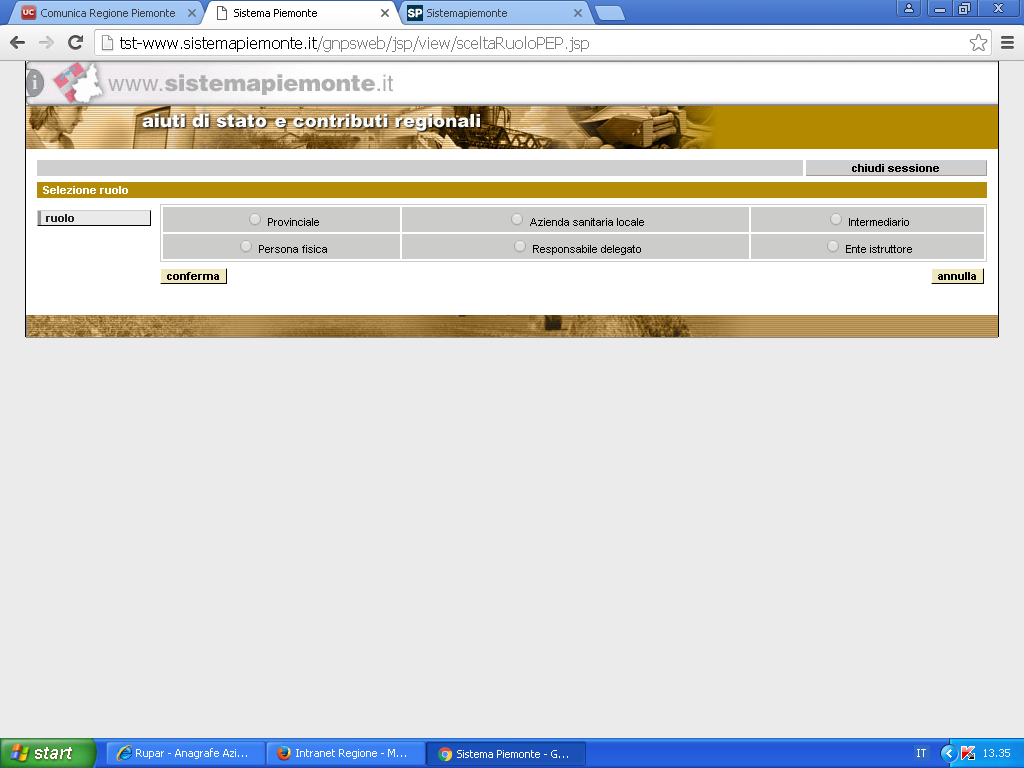 UC Comunica Regione Piemonte
Sistema Piemonte
SP Sistemapiemonte
tst-www.sistemapiemonte.it/gnpsweb/jsp/view/sceltaRuoloPEP.jsp
i www.sistemapiemonte.it
aiuti di stato e contributi regionali
chiudi sessione
Selezione ruolo
ruolo
Provinciale Azienda sanitaria locale Intermediario
Persona fisica Responsabile delegato Ente istruttore
conferma annulla
start Rupar - Anagrafe Azi... Intranet Regione - M... Sistema Piemonte - G... IT 13.35